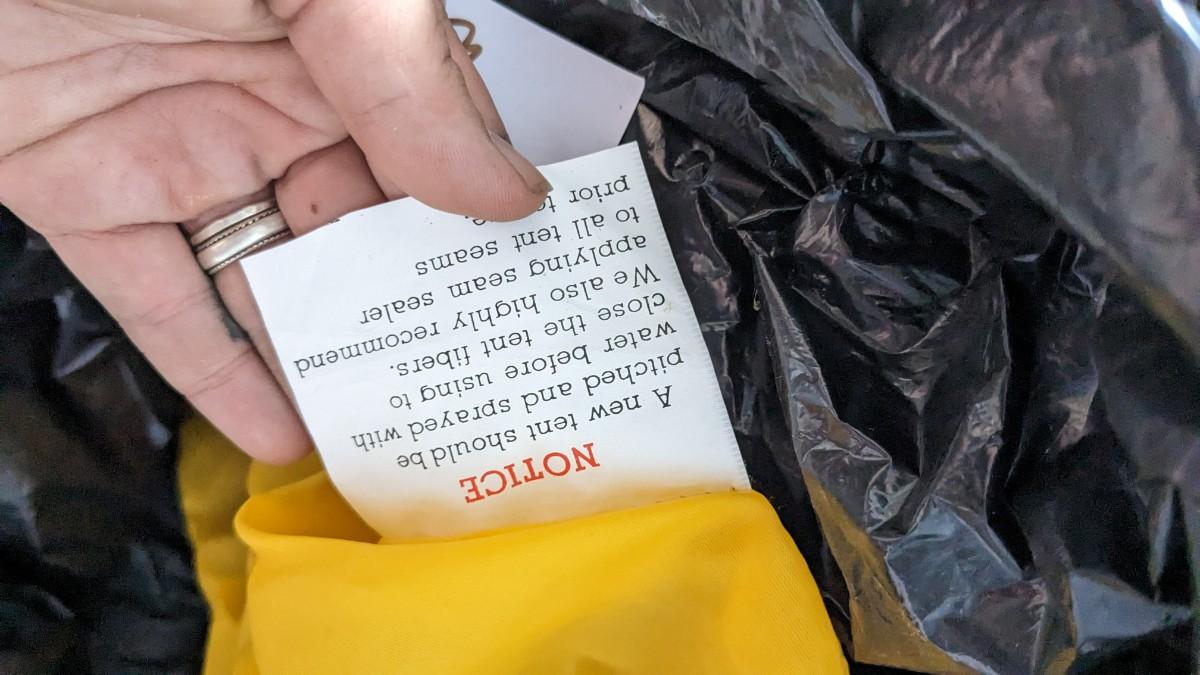 NOTICE
A new tent should be
pitched and sprayed with
water before using to
close the tent fibers.
We also highly recommend
applying seam sealer
to all tent seams
prior